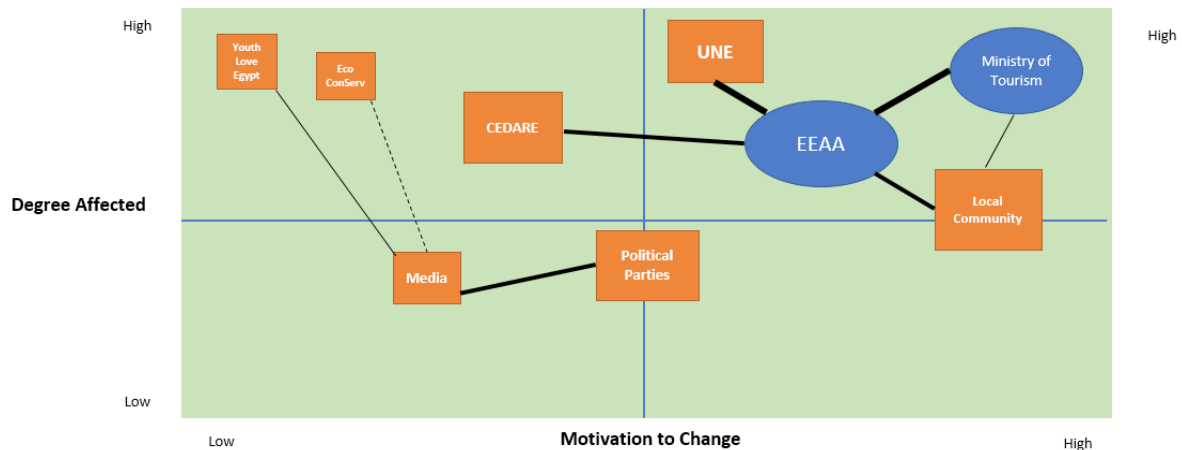 High
High
Youth
Love
Egypt
Eco
ConServ
UNE
Ministry of
Tourism
CEDARE
EEAA
Degree Affected
Local
Community
Media
Political
Parties
Low
Low
Motivation to Change
High